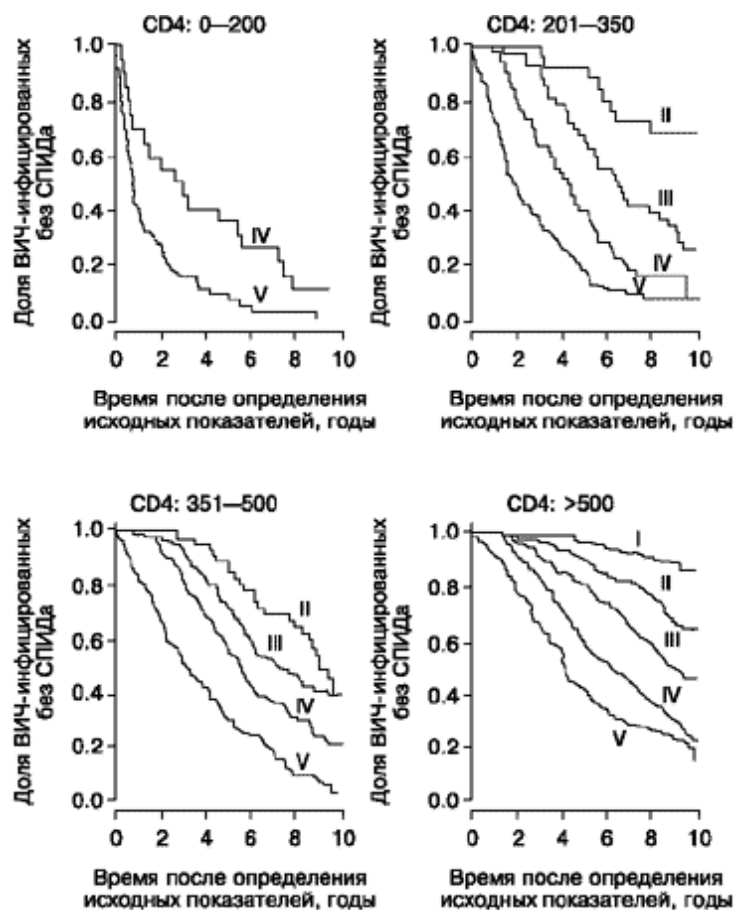 CD4: 0—200
Доля ВИЧ-инфицированных
без СПИДа
1.0
0.8
0.6
0.4
0.2
0.0
IV
V
0 2 4 6 8 10
Время после определения
исходных показателей, годы
CD4: 201—350
Доля ВИЧ-инфицированных
без СПИДа
1.0
0.8
0.6
0.4
0.2
0.0
II
III
IV
V
0 2 4 6 8 10
Время после определения
исходных показателей, годы
CD4: 351—500
Доля ВИЧ-инфицированных
без СПИДа
1.0
0.8
0.6
0.4
0.2
0.0
II
III
IV
V
0 2 4 6 8 10
Время после определения
исходных показателей, годы
CD4: >500
Доля ВИЧ-инфицированных
без СПИДа
1.0
0.8
0.6
0.4
0.2
0.0
I
II
III
IV
V
0 2 4 6 8 10
Время после определения
исходных показателей, годы